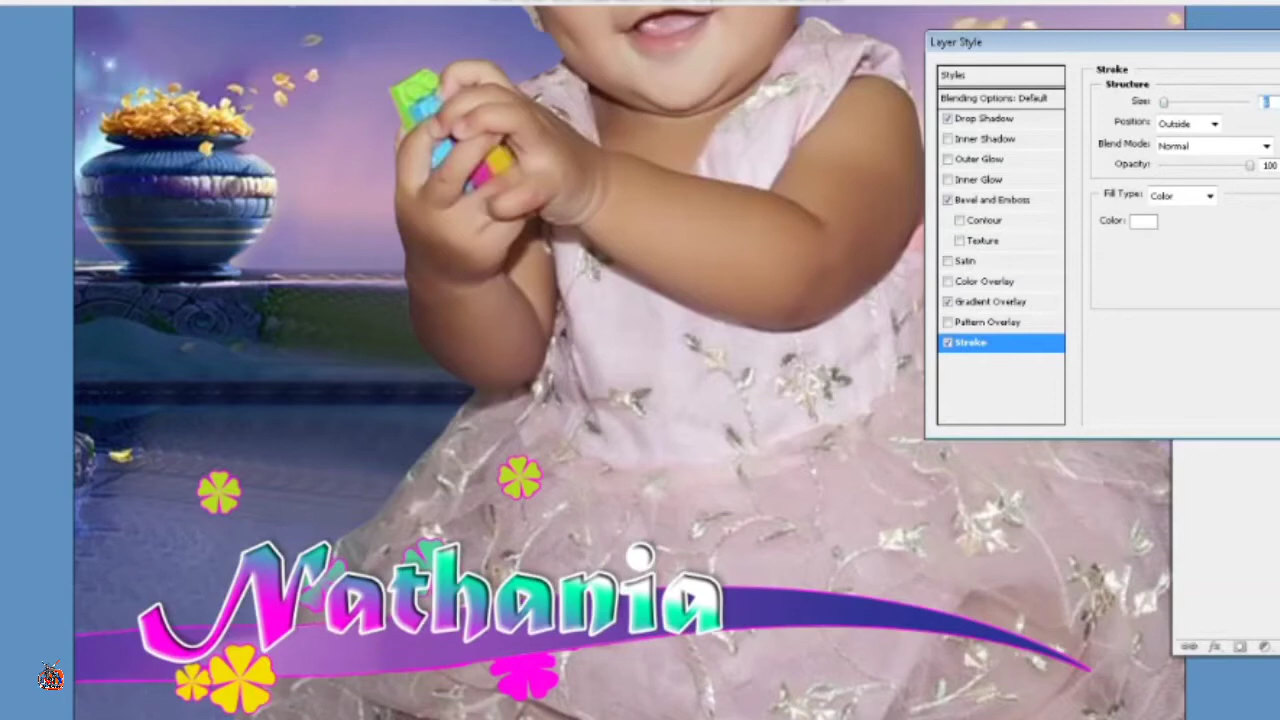 Layer Style
Styles
Blending Options: Default
Drop Shadow
Inner Shadow
Outer Glow
Inner Glow
Bevel and Emboss
Contour
Texture
Satin
Color Overlay
Gradient Overlay
Pattern Overlay
Stroke
Stroke
Structure
Size:
Position: Outside
Blend Mode: Normal
Opacity: 100
Fill Type: Color
Color:
Nathania
fx